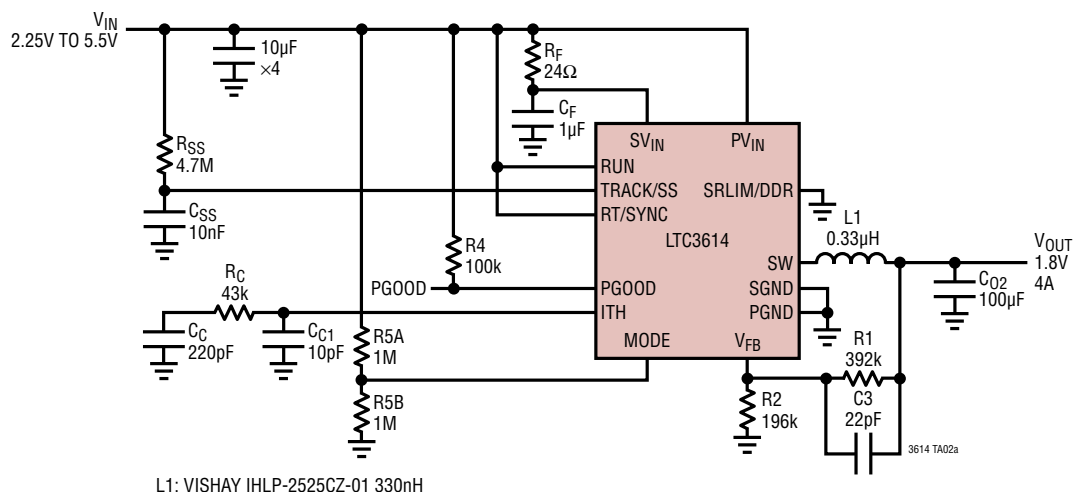 VIN
2.25V TO 5.5V
10µF
×4
RF
24Ω
CF
1µF
RSS
4.7M
CSS
10nF
SVIN
PVIN
RUN
TRACK/SS
RT/SYNC
SRLIM/DDR
LTC3614
L1
0.33µH
SW
VOUT
1.8V
4A
CO2
100µF
R4
100k
PGOOD
PGOOD
SGND
ITH
PGND
RC
43k
CC
220pF
CC1
10pF
R5A
1M
MODE
VFB
R1
392k
C3
22pF
R5B
1M
R2
196k
3614 TA02a
L1: VISHAY IHLP-2525CZ-01 330nH